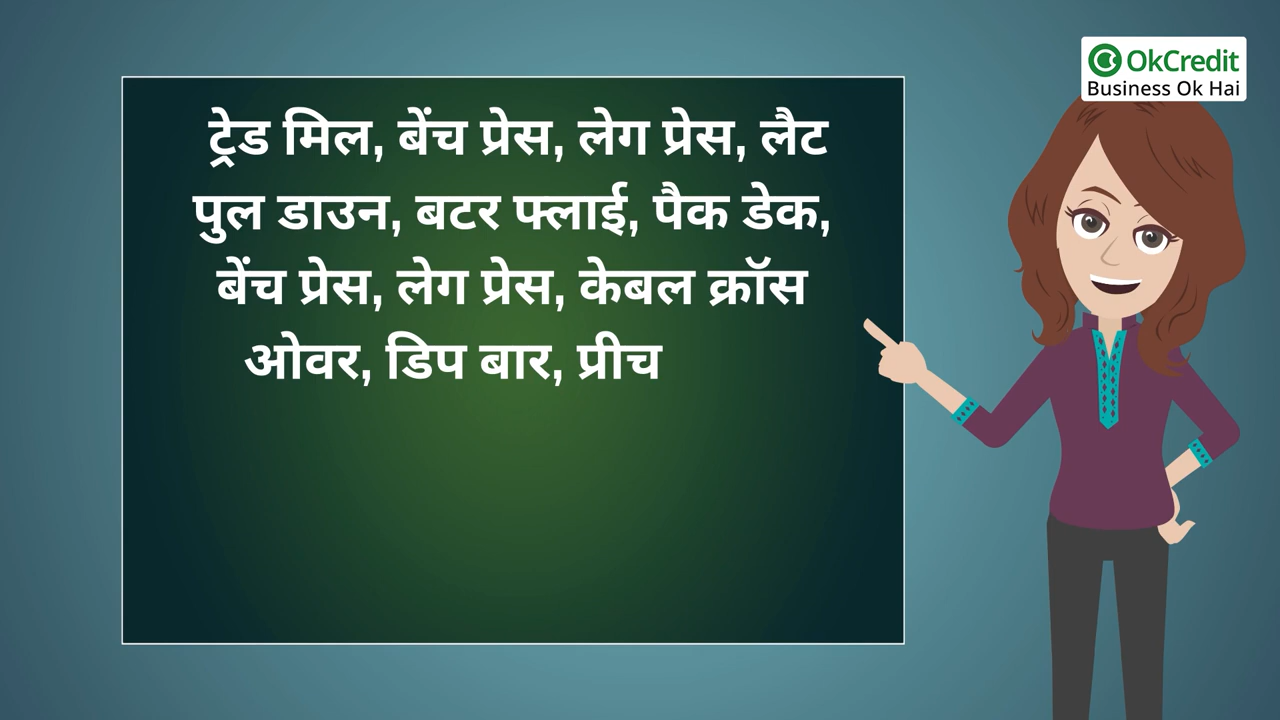 OkCredit
Business Ok Hai
ट्रेड मिल, बेंच प्रेस, लेग प्रेस, लैट
पुल डाउन, बटर फ्लाई, पैक डेक,
बेंच प्रेस, लेग प्रेस, केबल क्रॉस
ओवर, डिप बार, प्रीच